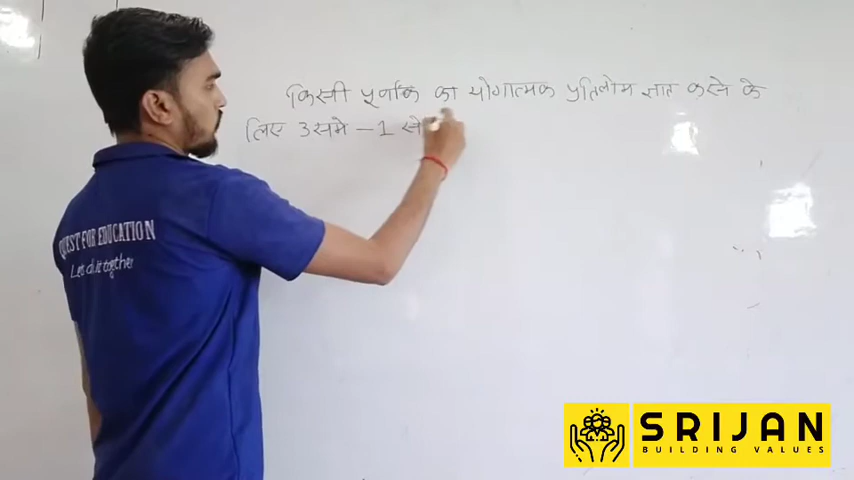 किसी पूर्णांक का योगात्मक प्रतिलोम ज्ञात करने के
लिए उसमे -1 से
QUEST FOR EDUCATION
Let's do it together
SRIJAN
BUILDING VALUES